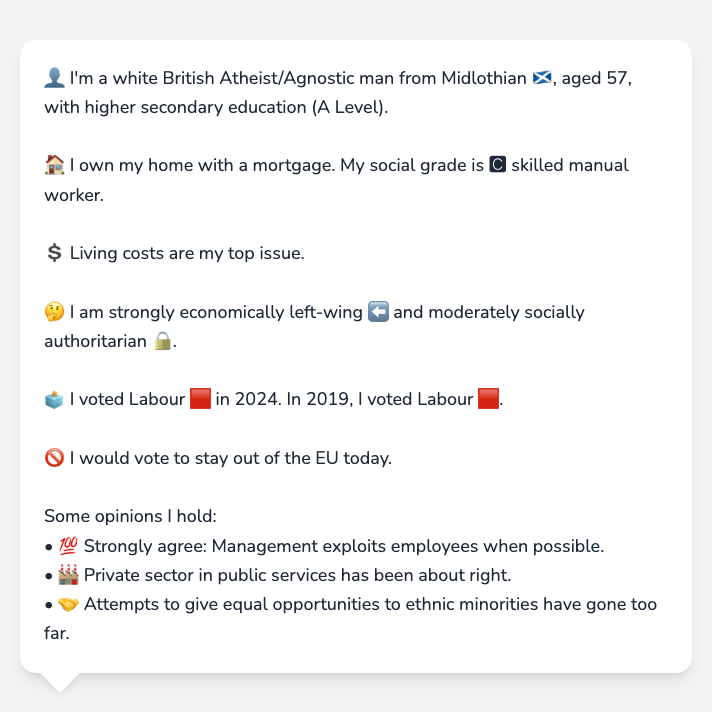 👤 I'm a white British Atheist/Agnostic man from Midlothian 🏴󠁧󠁢󠁳󠁣󠁴󠁿, aged 57,
with higher secondary education (A Level).
🏠 I own my home with a mortgage. My social grade is 🅲 skilled manual
worker.
💲 Living costs are my top issue.
🤔 I am strongly economically left-wing ⬅️ and moderately socially
authoritarian 🔒.
🗳️ I voted Labour 🟥 in 2024. In 2019, I voted Labour 🟥.
🚫 I would vote to stay out of the EU today.
Some opinions I hold:
• 💯 Strongly agree: Management exploits employees when possible.
• 🏭 Private sector in public services has been about right.
• 🤝 Attempts to give equal opportunities to ethnic minorities have gone too
far.